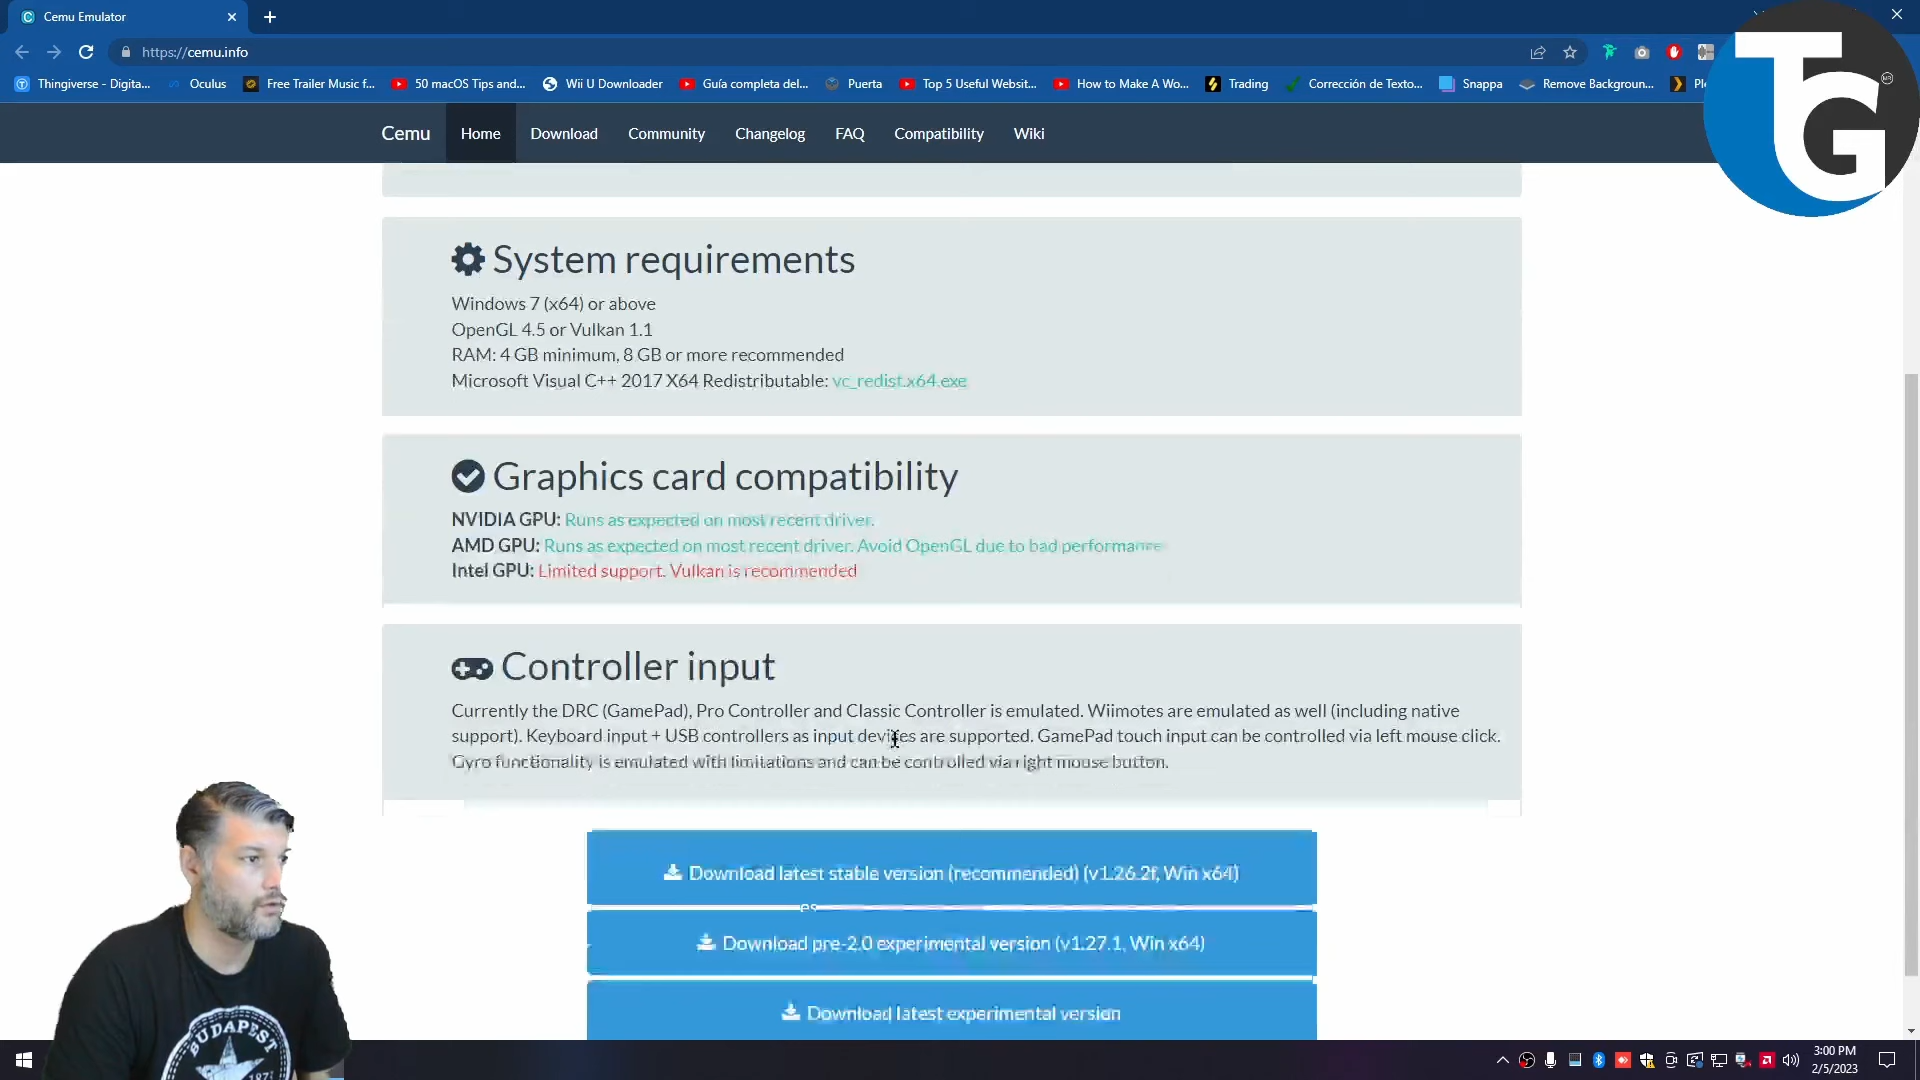 Cemu Emulator
https://cemu.info
Thingiverse - Digita...
Oculus
Free Trailer Music f...
50 macOS Tips and...
Wii U Downloader
Guía completa del...
Puerta
Top 5 Useful Websit...
How to Make A Wo...
Trading
Corrección de Texto...
Snappa
Remove Backgroun...
TG
Cemu
Home
Download
Community
Changelog
FAQ
Compatibility
Wiki
System requirements
Windows 7 (x64) or above
OpenGL 4.5 or Vulkan 1.1
RAM: 4 GB minimum, 8 GB or more recommended
Microsoft Visual C++ 2017 X64 Redistributable: vc_redist.x64.exe
Graphics card compatibility
NVIDIA GPU: Runs as expected on most recent driver.
AMD GPU: Runs as expected on most recent driver. Avoid OpenGL due to bad performance
Intel GPU: Limited support. Vulkan is recommended
Controller input
Currently the DRC (GamePad), Pro Controller and Classic Controller is emulated. Wiimotes are emulated as well (including native
support). Keyboard input + USB controllers as input devices are supported. GamePad touch input can be controlled via left mouse click.
Gyro functionality is emulated with limitations and can be controlled via right mouse button.
Download latest stable version (recommended) (v1.26.2f, Win x64)
Download pre-2.0 experimental version (v1.27.1, Win x64)
Download latest experimental version
BUDAPEST
187
3:00 PM
2/5/2023